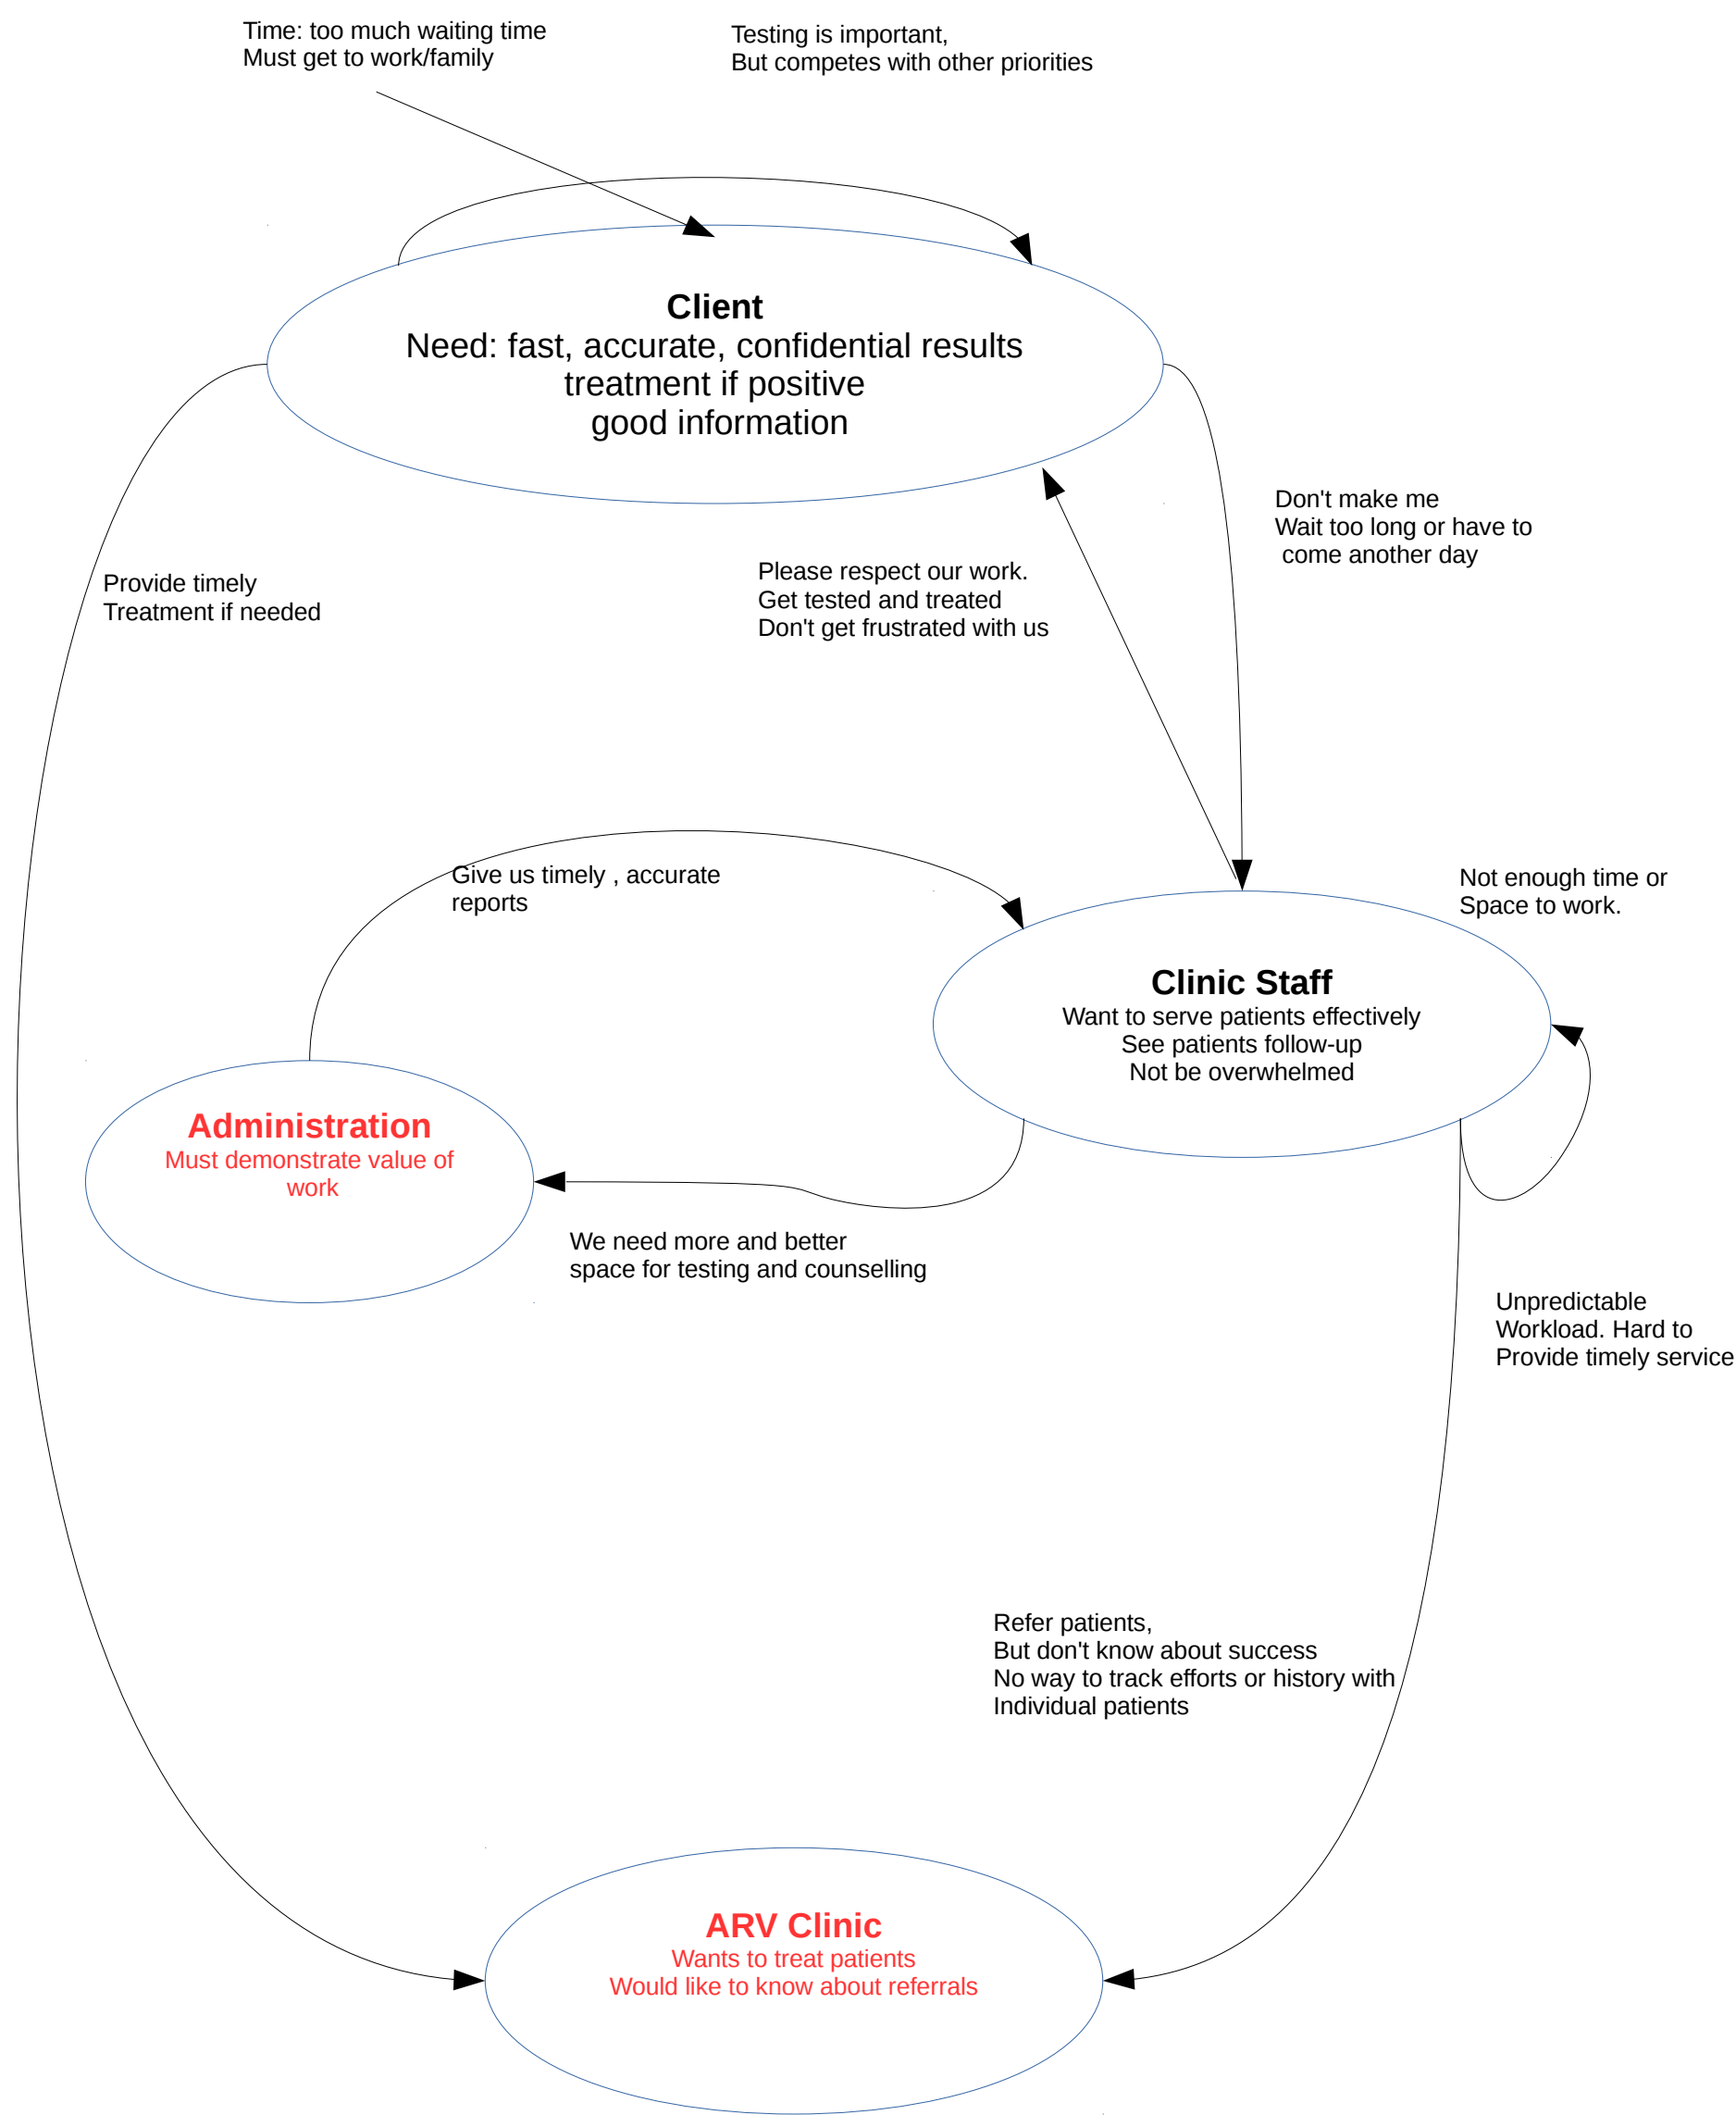 Time: too much waiting time
Must get to work/family
Testing is important,
But competes with other priorities
Client
Need: fast, accurate, confidential results
treatment if positive
good information
Don't make me
Wait too long or have to
come another day
Please respect our work.
Get tested and treated
Don't get frustrated with us
Provide timely
Treatment if needed
Give us timely , accurate
reports
Not enough time or
Space to work.
Clinic Staff
Want to serve patients effectively
See patients follow-up
Not be overwhelmed
Administration
Must demonstrate value of
work
We need more and better
space for testing and counselling
Unpredictable
Workload. Hard to
Provide timely service
Refer patients,
But don't know about success
No way to track efforts or history with
Individual patients
ARV Clinic
Wants to treat patients
Would like to know about referrals